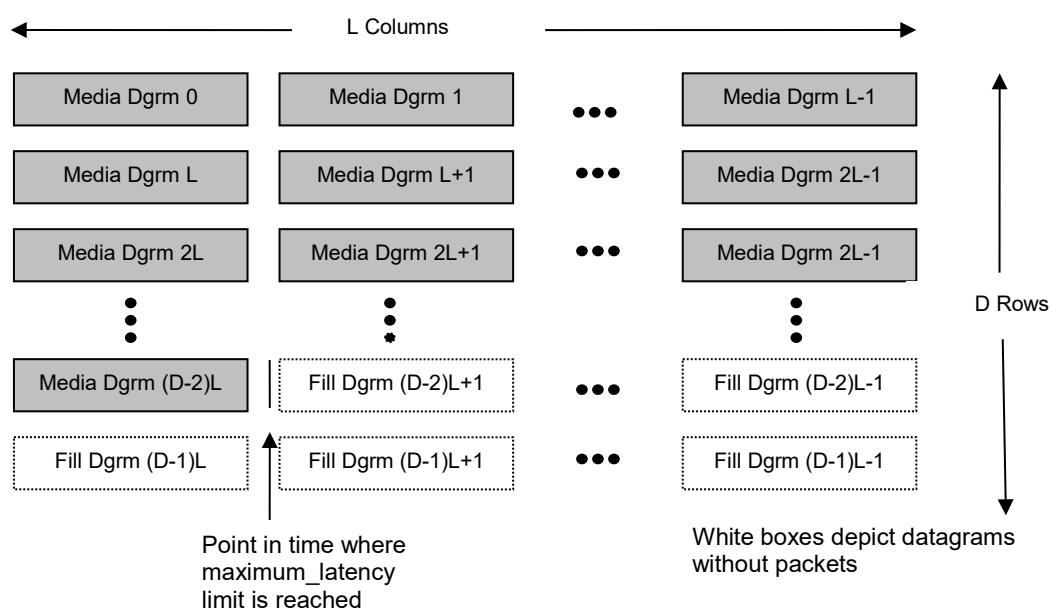 L Columns
Media Dgrm 0 Media Dgrm 1 Media Dgrm L-1
Media Dgrm L Media Dgrm L+1 Media Dgrm 2L-1
Media Dgrm 2L Media Dgrm 2L+1 Media Dgrm 2L-1
D Rows
Media Dgrm (D-2)L Fill Dgrm (D-2)L+1 Fill Dgrm (D-2)L-1
Fill Dgrm (D-1)L Fill Dgrm (D-1)L+1 Fill Dgrm (D-1)L-1
Point in time where
maximum_latency
limit is reached
White boxes depict datagrams
without packets